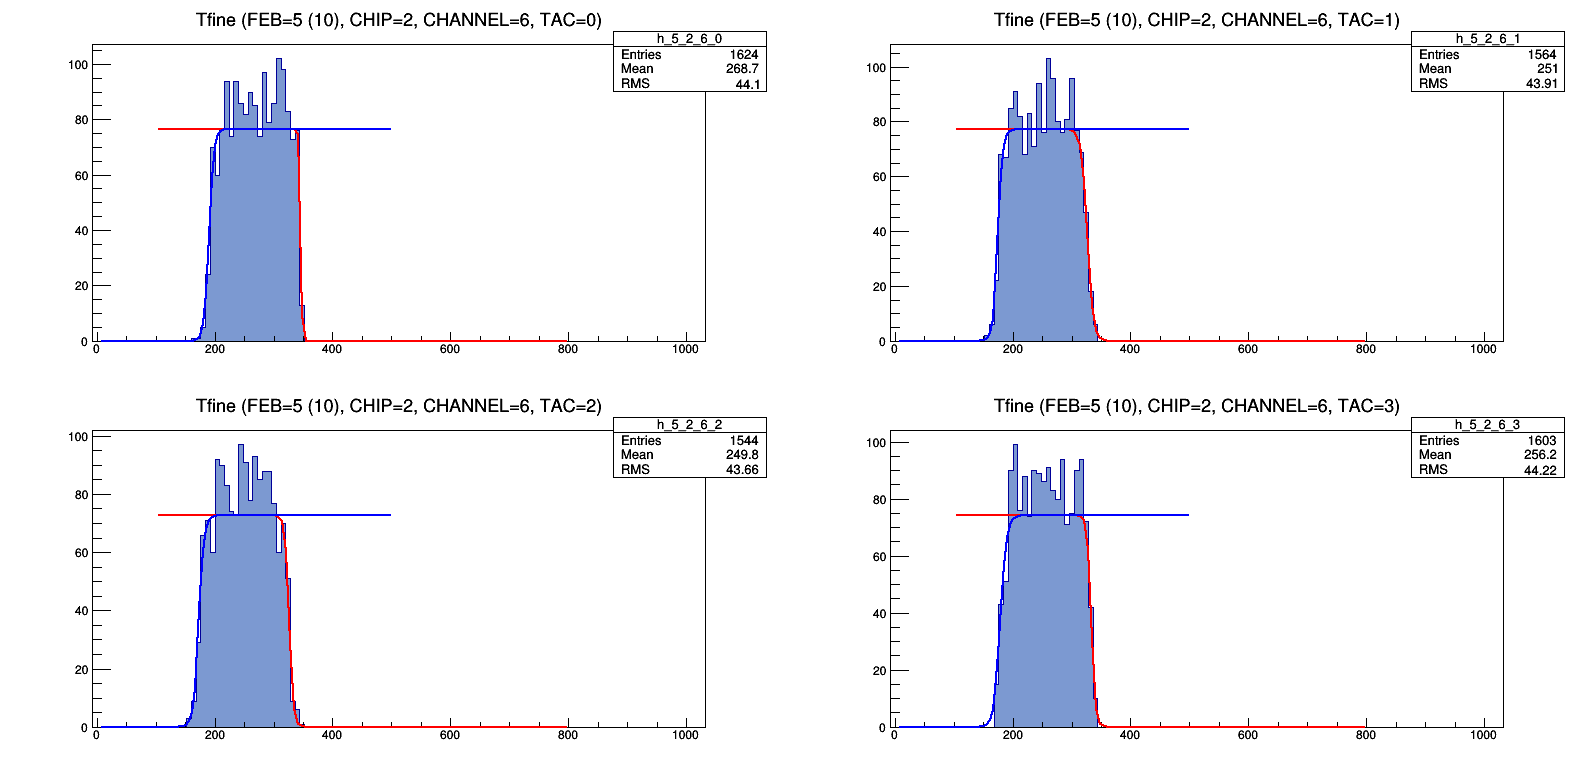 Tfine (FEB=5 (10), CHIP=2, CHANNEL=6, TAC=0)
h_5_2_6_0
Entries 1624
Mean 268.7
RMS 44.1
100
80
60
40
20
0
0 200 400 600 800 1000
Tfine (FEB=5 (10), CHIP=2, CHANNEL=6, TAC=1)
h_5_2_6_1
Entries 1564
Mean 251
RMS 43.91
100
80
60
40
20
0
0 200 400 600 800 1000
Tfine (FEB=5 (10), CHIP=2, CHANNEL=6, TAC=2)
h_5_2_6_2
Entries 1544
Mean 249.8
RMS 43.66
100
80
60
40
20
0
0 200 400 600 800 1000
Tfine (FEB=5 (10), CHIP=2, CHANNEL=6, TAC=3)
h_5_2_6_3
Entries 1603
Mean 256.2
RMS 44.22
100
80
60
40
20
0
0 200 400 600 800 1000